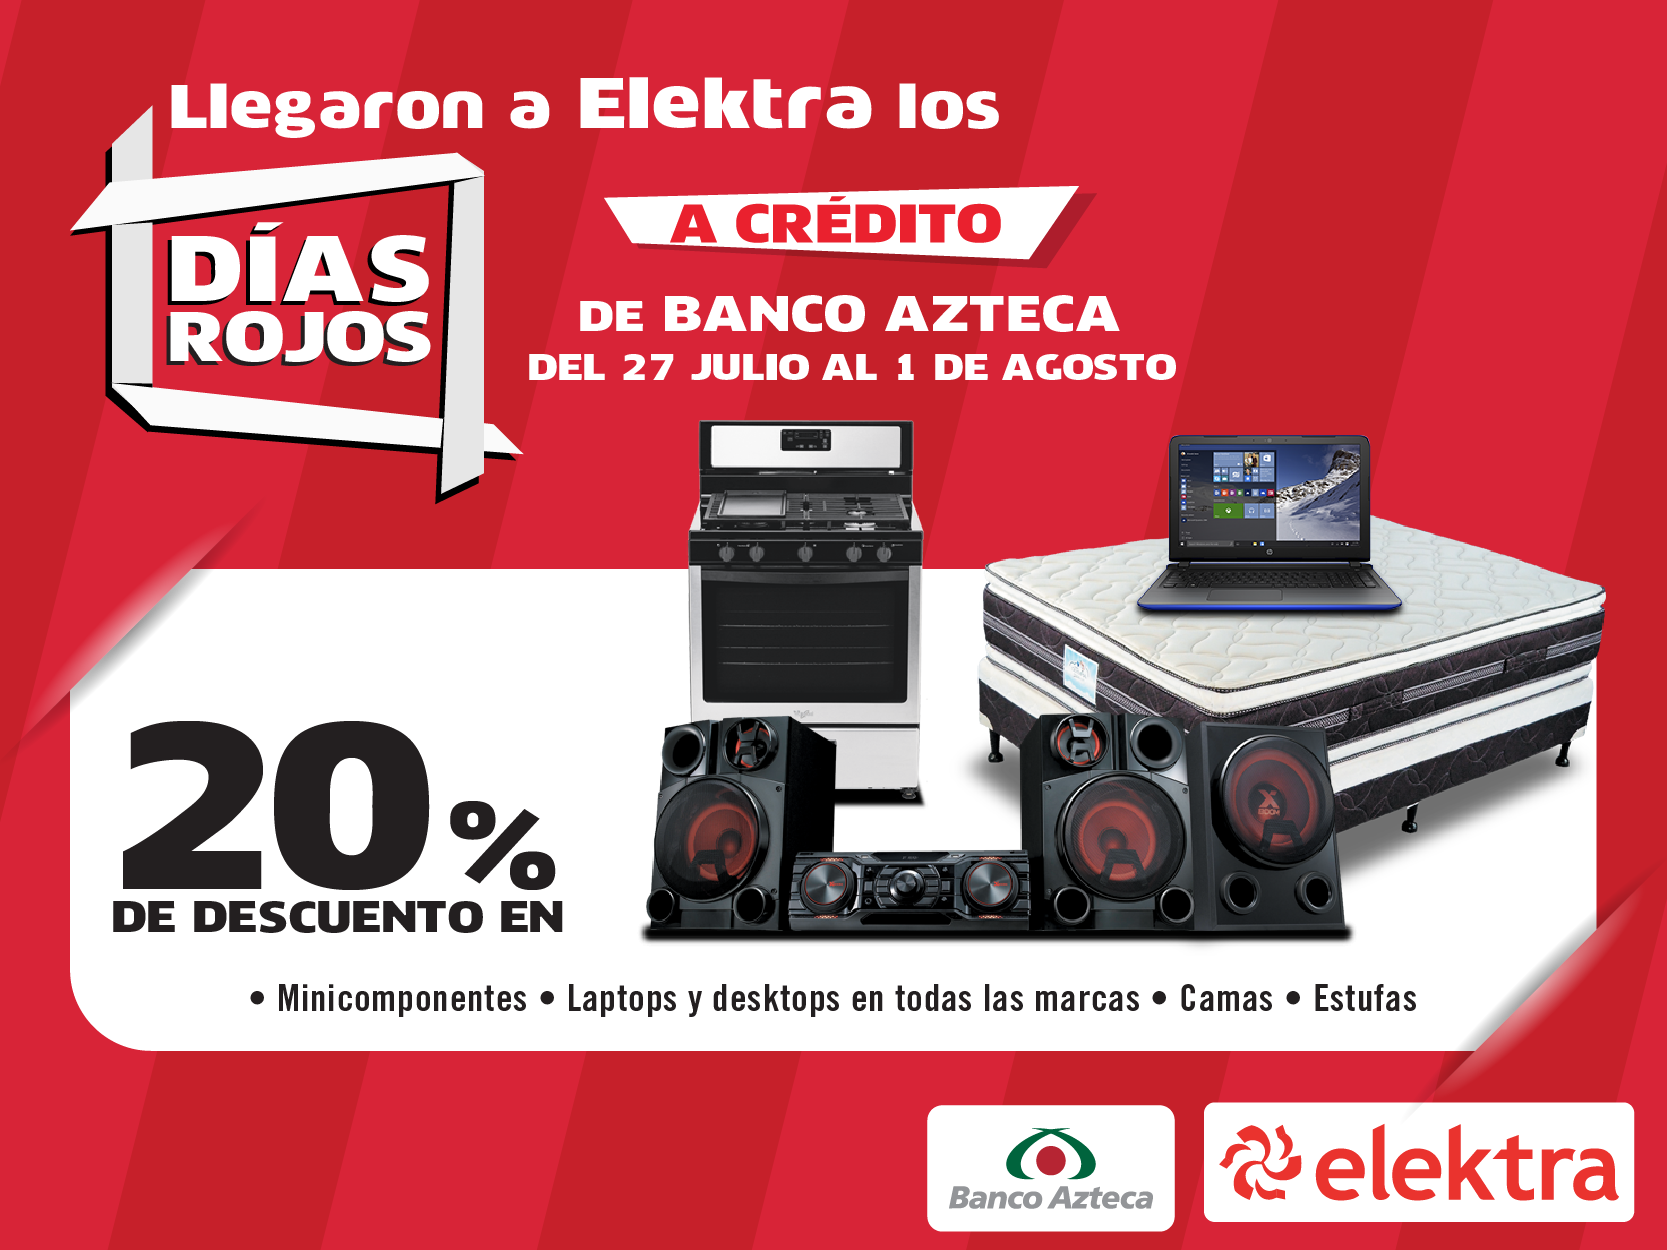 Llegaron a Elektra los
DÍAS
ROJOS
A CRÉDITO
DE BANCO AZTECA
DEL 27 JULIO AL 1 DE AGOSTO
20%
DE DESCUENTO EN
• Minicomponentes • Laptops y desktops en todas las marcas • Camas • Estufas
Banco Azteca
elektra